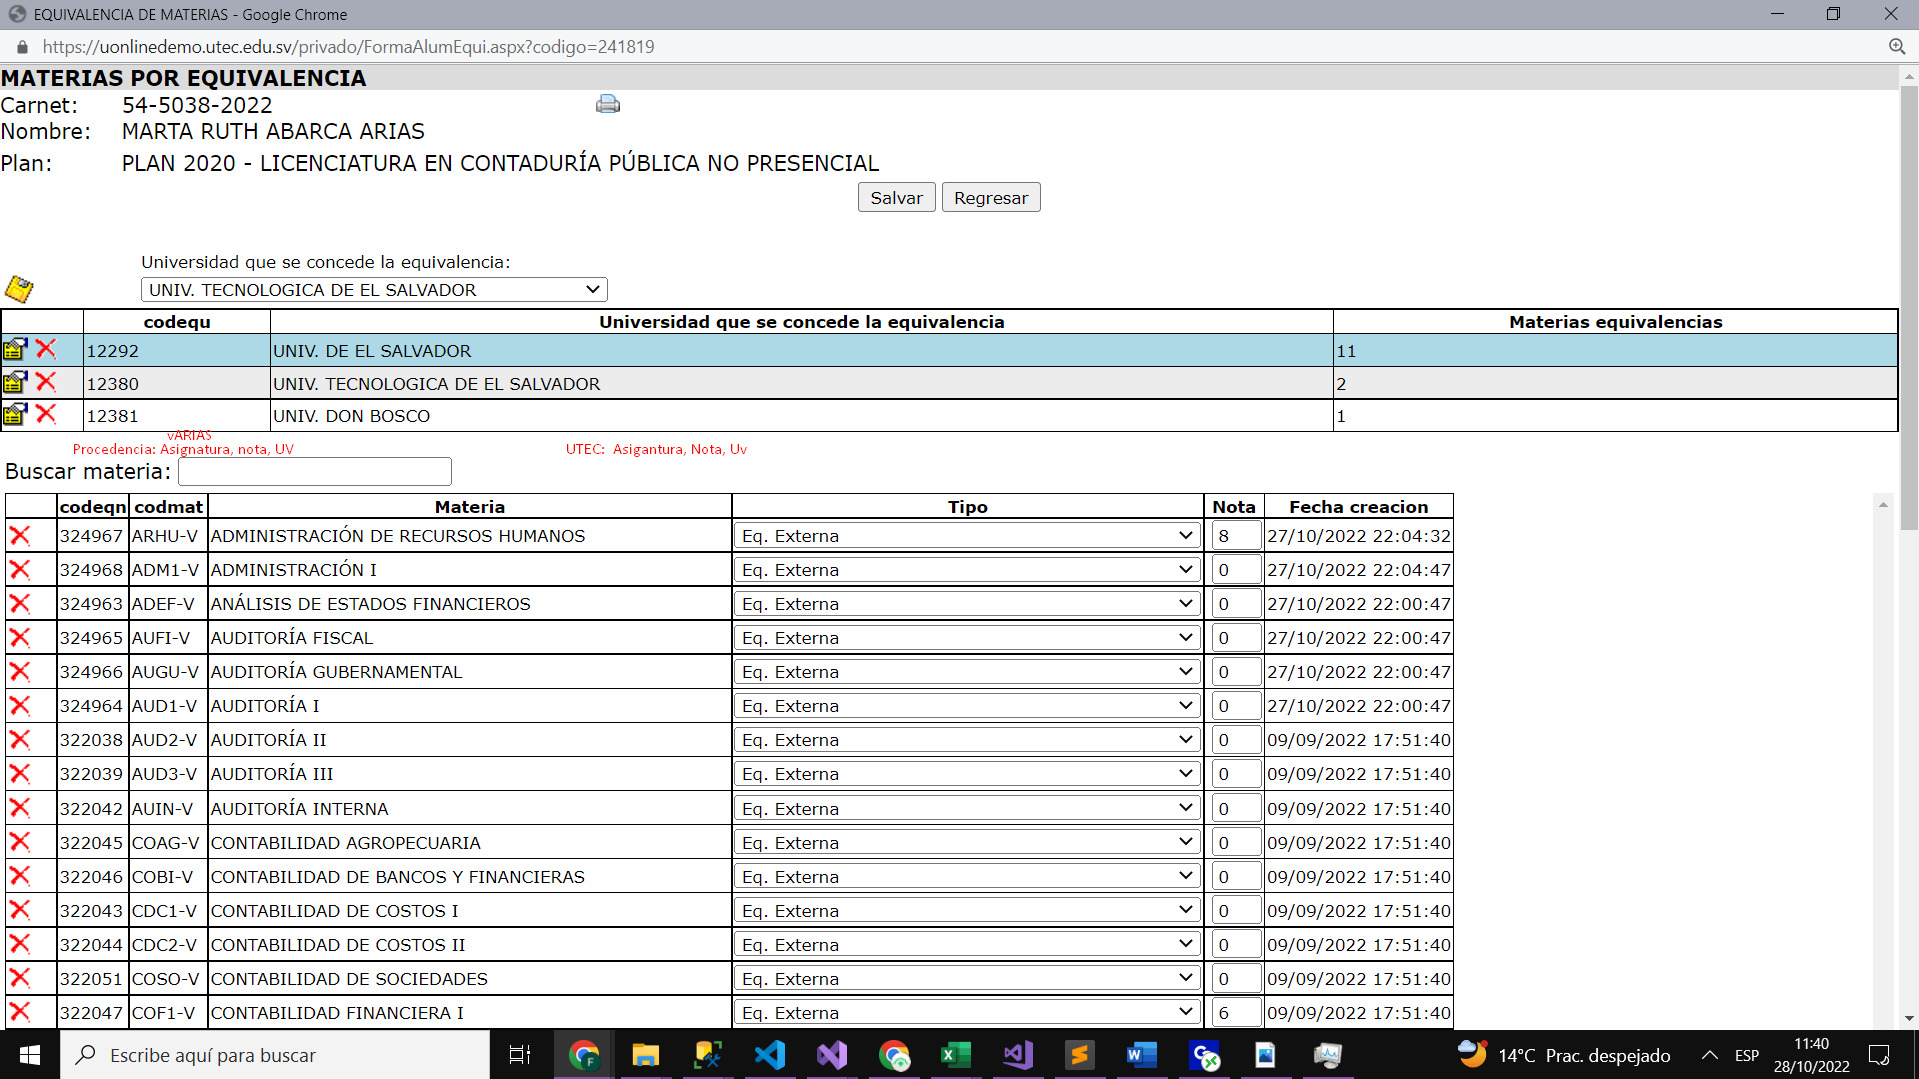 EQUIVALENCIA DE MATERIAS - Google Chrome
https://uonlinedemo.utec.edu.sv/privado/FormaAlumEqui.aspx?codigo=241819
MATERIAS POR EQUIVALENCIA
Carnet: 54-5038-2022
Nombre: MARTA RUTH ABARCA ARIAS
Plan: PLAN 2020 - LICENCIATURA EN CONTADURÍA PÚBLICA NO PRESENCIAL
Salvar Regresar
Universidad que se concede la equivalencia:
UNIV. TECNOLOGICA DE EL SALVADOR
codequ Universidad que se concede la equivalencia Materias equivalencias
12292 UNIV. DE EL SALVADOR 11
12380 UNIV. TECNOLOGICA DE EL SALVADOR 2
12381 UNIV. DON BOSCO 1
vARIAS
Procedencia: Asignatura, nota, UV UTEC: Asigantura, Nota, Uv
Buscar materia:
codeqn codmat Materia Tipo Nota Fecha creacion
324967 ARHU-V ADMINISTRACIÓN DE RECURSOS HUMANOS Eq. Externa 8 27/10/2022 22:04:32
324968 ADM1-V ADMINISTRACIÓN I Eq. Externa 0 27/10/2022 22:04:47
324963 ADEF-V ANÁLISIS DE ESTADOS FINANCIEROS Eq. Externa 0 27/10/2022 22:00:47
324965 AUFI-V AUDITORÍA FISCAL Eq. Externa 0 27/10/2022 22:00:47
324966 AUGU-V AUDITORÍA GUBERNAMENTAL Eq. Externa 0 27/10/2022 22:00:47
324964 AUD1-V AUDITORÍA I Eq. Externa 0 27/10/2022 22:00:47
322038 AUD2-V AUDITORÍA II Eq. Externa 0 09/09/2022 17:51:40
322039 AUD3-V AUDITORÍA III Eq. Externa 0 09/09/2022 17:51:40
322042 AUIN-V AUDITORÍA INTERNA Eq. Externa 0 09/09/2022 17:51:40
322045 COAG-V CONTABILIDAD AGROPECUARIA Eq. Externa 0 09/09/2022 17:51:40
322046 COBI-V CONTABILIDAD DE BANCOS Y FINANCIERAS Eq. Externa 0 09/09/2022 17:51:40
322043 CDC1-V CONTABILIDAD DE COSTOS I Eq. Externa 0 09/09/2022 17:51:40
322044 CDC2-V CONTABILIDAD DE COSTOS II Eq. Externa 0 09/09/2022 17:51:40
322051 COSO-V CONTABILIDAD DE SOCIEDADES Eq. Externa 0 09/09/2022 17:51:40
322047 COF1-V CONTABILIDAD FINANCIERA I Eq. Externa 6 09/09/2022 17:51:40
Escribe aquí para buscar
14°C Prac. despejado
ESP
11:40
28/10/2022